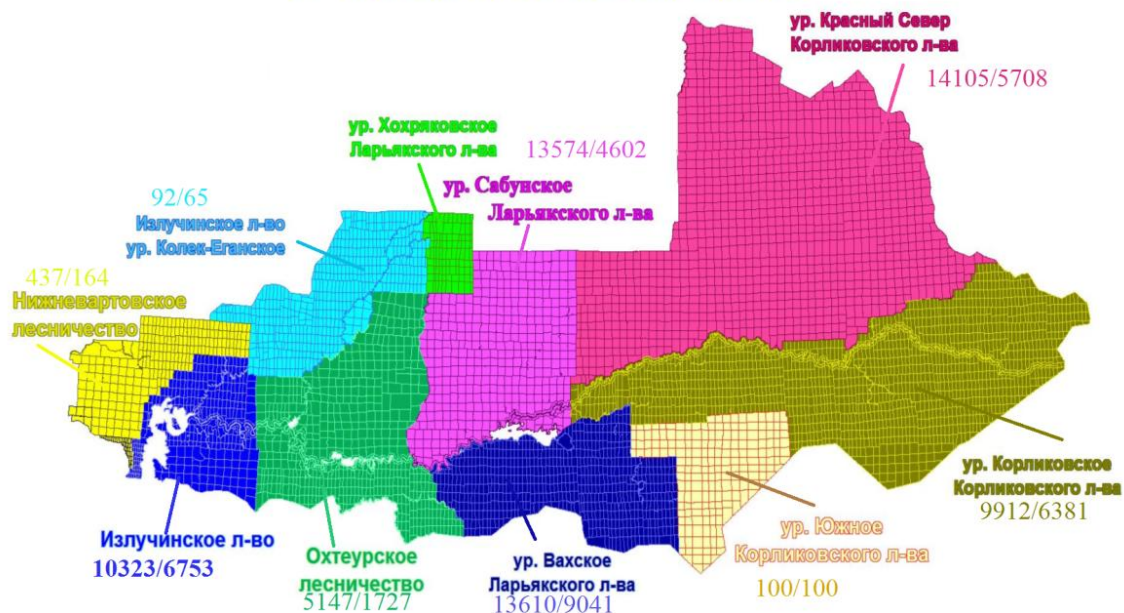 ур. Красный Север
Корликовского л-ва
14105/5708
ур. Хохряковское
Ларьякского л-ва
13574/4602
ур. Сабунское
Ларьякского л-ва
92/65
Излучинское л-во
ур. Колек-Еганское
437/164
Нижневартовское
лесничество
ур. Корликовское
Корликовского л-ва
9912/6381
ур. Южное
Корликовского л-ва
100/100
Излучинское л-во
10323/6753
Охтеурское
лесничество
5147/1727
ур. Вахское
Ларьякского л-ва
13610/9041